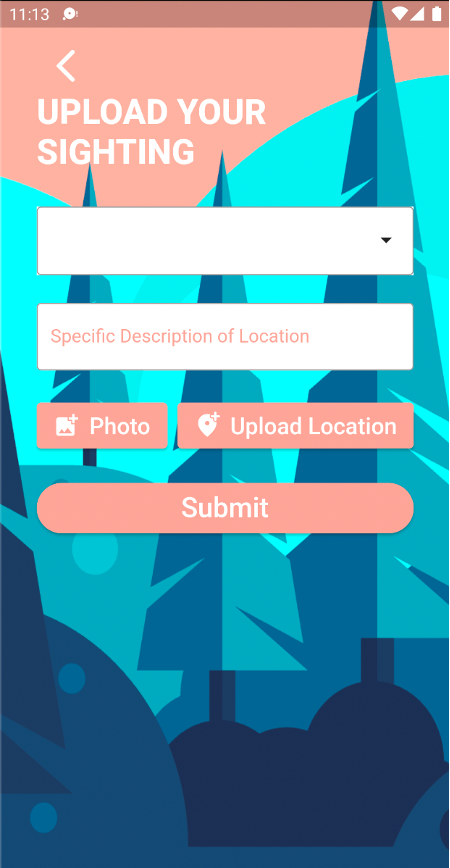 11:13
UPLOAD YOUR
SIGHTING
Specific Description of Location
Photo
Upload Location
Submit